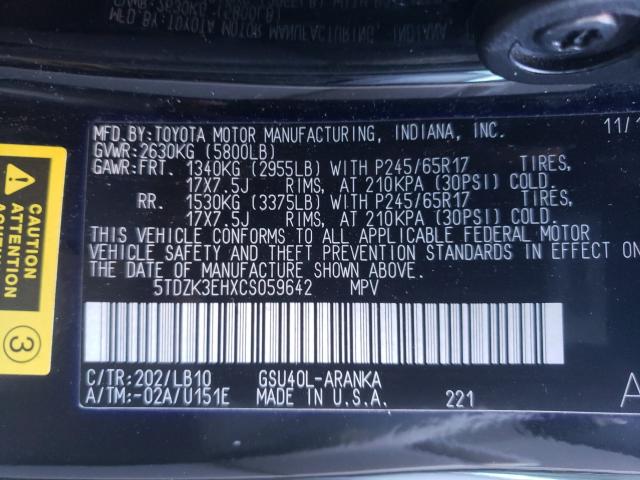 MFD.BY: TOYOTA MOTOR MANUFACTURING, INDIANA, INC. 11/1
GVWR: 2630KG (5800LB)
GAWR:FRT. 1340KG (2955LB) WITH P245/65R17 TIRES,
17X7.5J RIMS, AT 210KPA (30PSI) COLD.
RR. 1530KG (3375LB) WITH P245/65R17 TIRES,
17X7.5J RIMS, AT 210KPA (30PSI) COLD.
THIS VEHICLE CONFORMS TO ALL APPLICABLE FEDERAL MOTOR
VEHICLE SAFETY AND THEFT PREVENTION STANDARDS IN EFFECT ON
THE DATE OF MANUFACTURE SHOWN ABOVE.
5TDZK3EHXCS059642 MPV
C/TR:202/LB10 GSU40L-ARANKA
A/TM:-02A/U151E MADE IN U.S.A. 221 A
CAUTION
ATTENTION
3